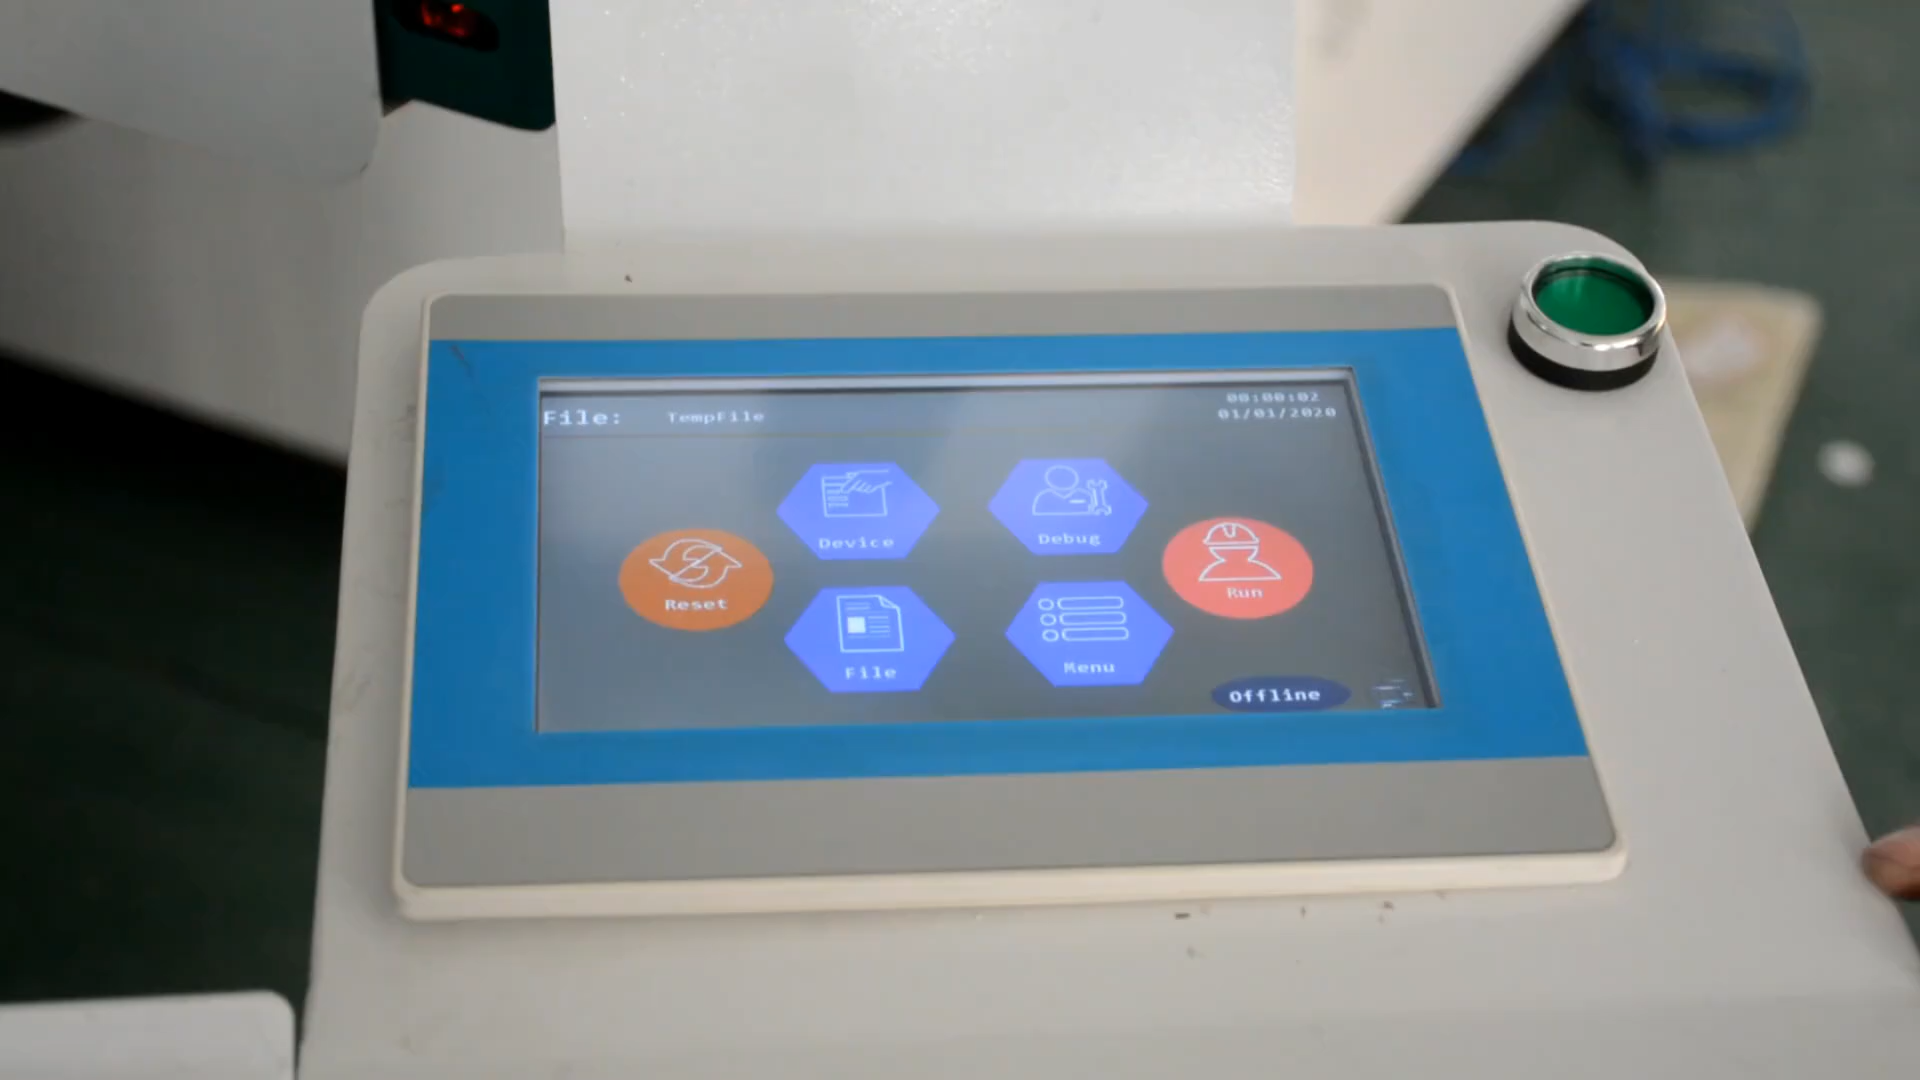 File: TempFile
00:00:02
01/01/2020
Device
Debug
Reset
Run
File
Menu
Offline